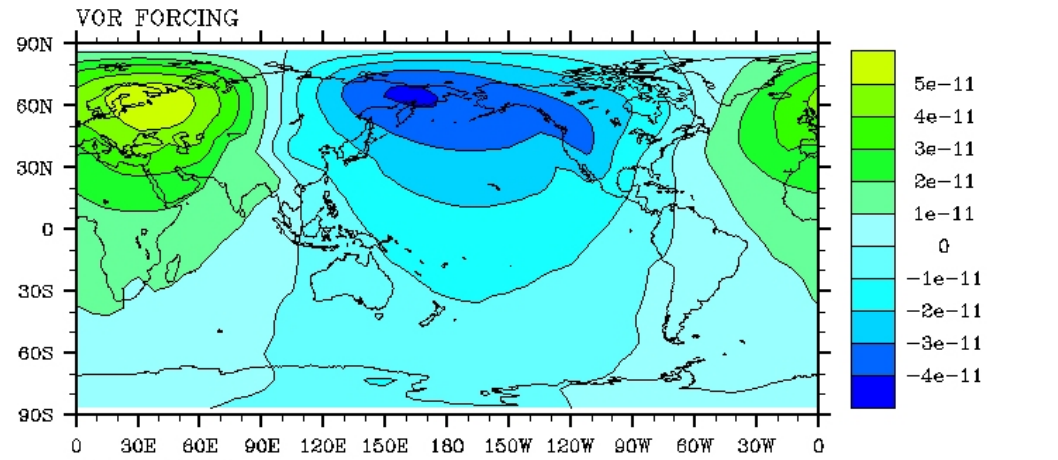 VOR FORCING
90N
60N
30N
0
30S
60S
90S
0 30E 60E 90E 120E 150E 180 150W 120W 90W 60W 30W 0
5e-11
4e-11
3e-11
2e-11
1e-11
0
-1e-11
-2e-11
-3e-11
-4e-11